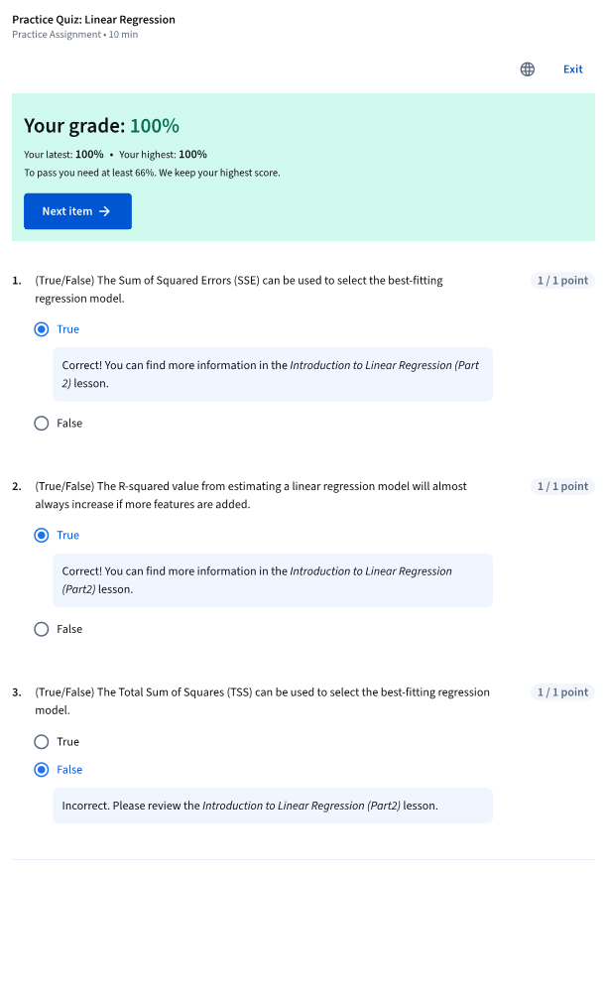 Practice Quiz: Linear Regression
Practice Assignment • 10 min
Exit
Your grade: 100%
Your latest: 100% • Your highest: 100%
To pass you need at least 66%. We keep your highest score.
Next item →
1. (True/False) The Sum of Squared Errors (SSE) can be used to select the best-fitting 1 / 1 point
regression model.
True
Correct! You can find more information in the Introduction to Linear Regression (Part
2) lesson.
False
2. (True/False) The R-squared value from estimating a linear regression model will almost 1 / 1 point
always increase if more features are added.
True
Correct! You can find more information in the Introduction to Linear Regression
(Part2) lesson.
False
3. (True/False) The Total Sum of Squares (TSS) can be used to select the best-fitting regression 1 / 1 point
model.
True
False
Incorrect. Please review the Introduction to Linear Regression (Part2) lesson.